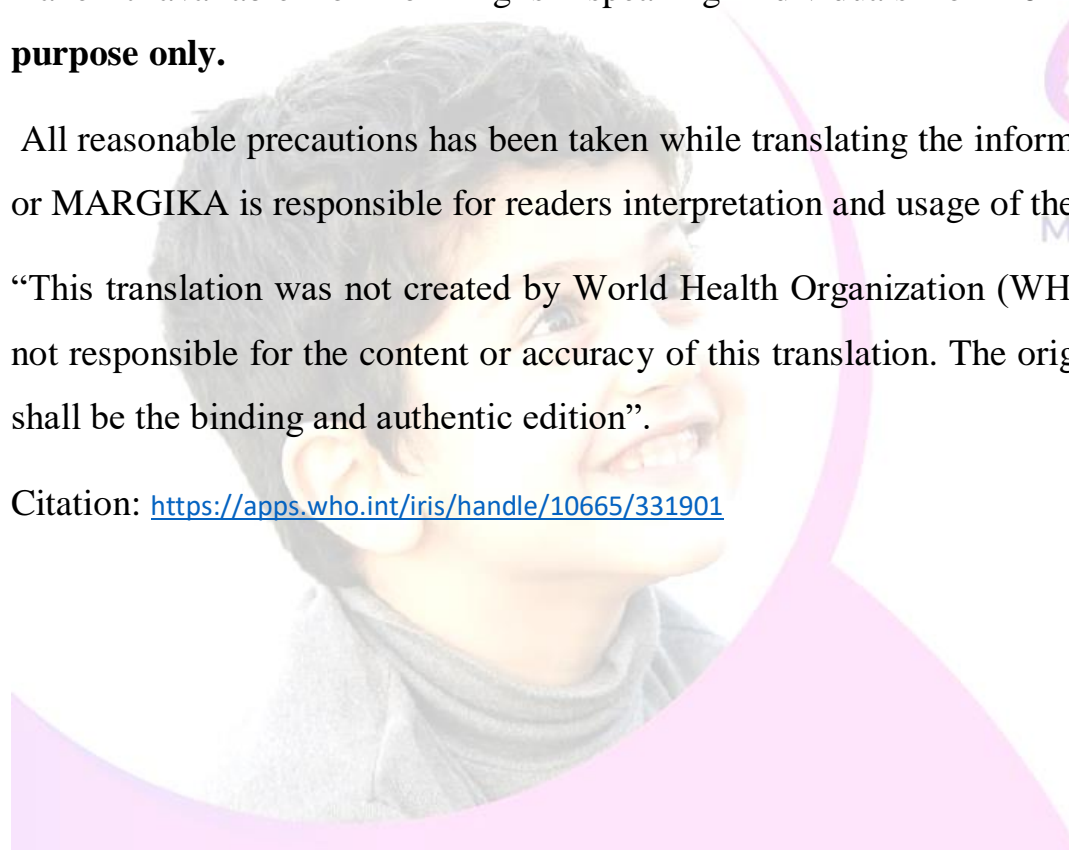 purpose only.
All reasonable precautions has been taken while translating the inform
or MARGIKA is responsible for readers interpretation and usage of the
“This translation was not created by World Health Organization (WH
not responsible for the content or accuracy of this translation. The orig
shall be the binding and authentic edition”.
Citation: https://apps.who.int/iris/handle/10665/331901